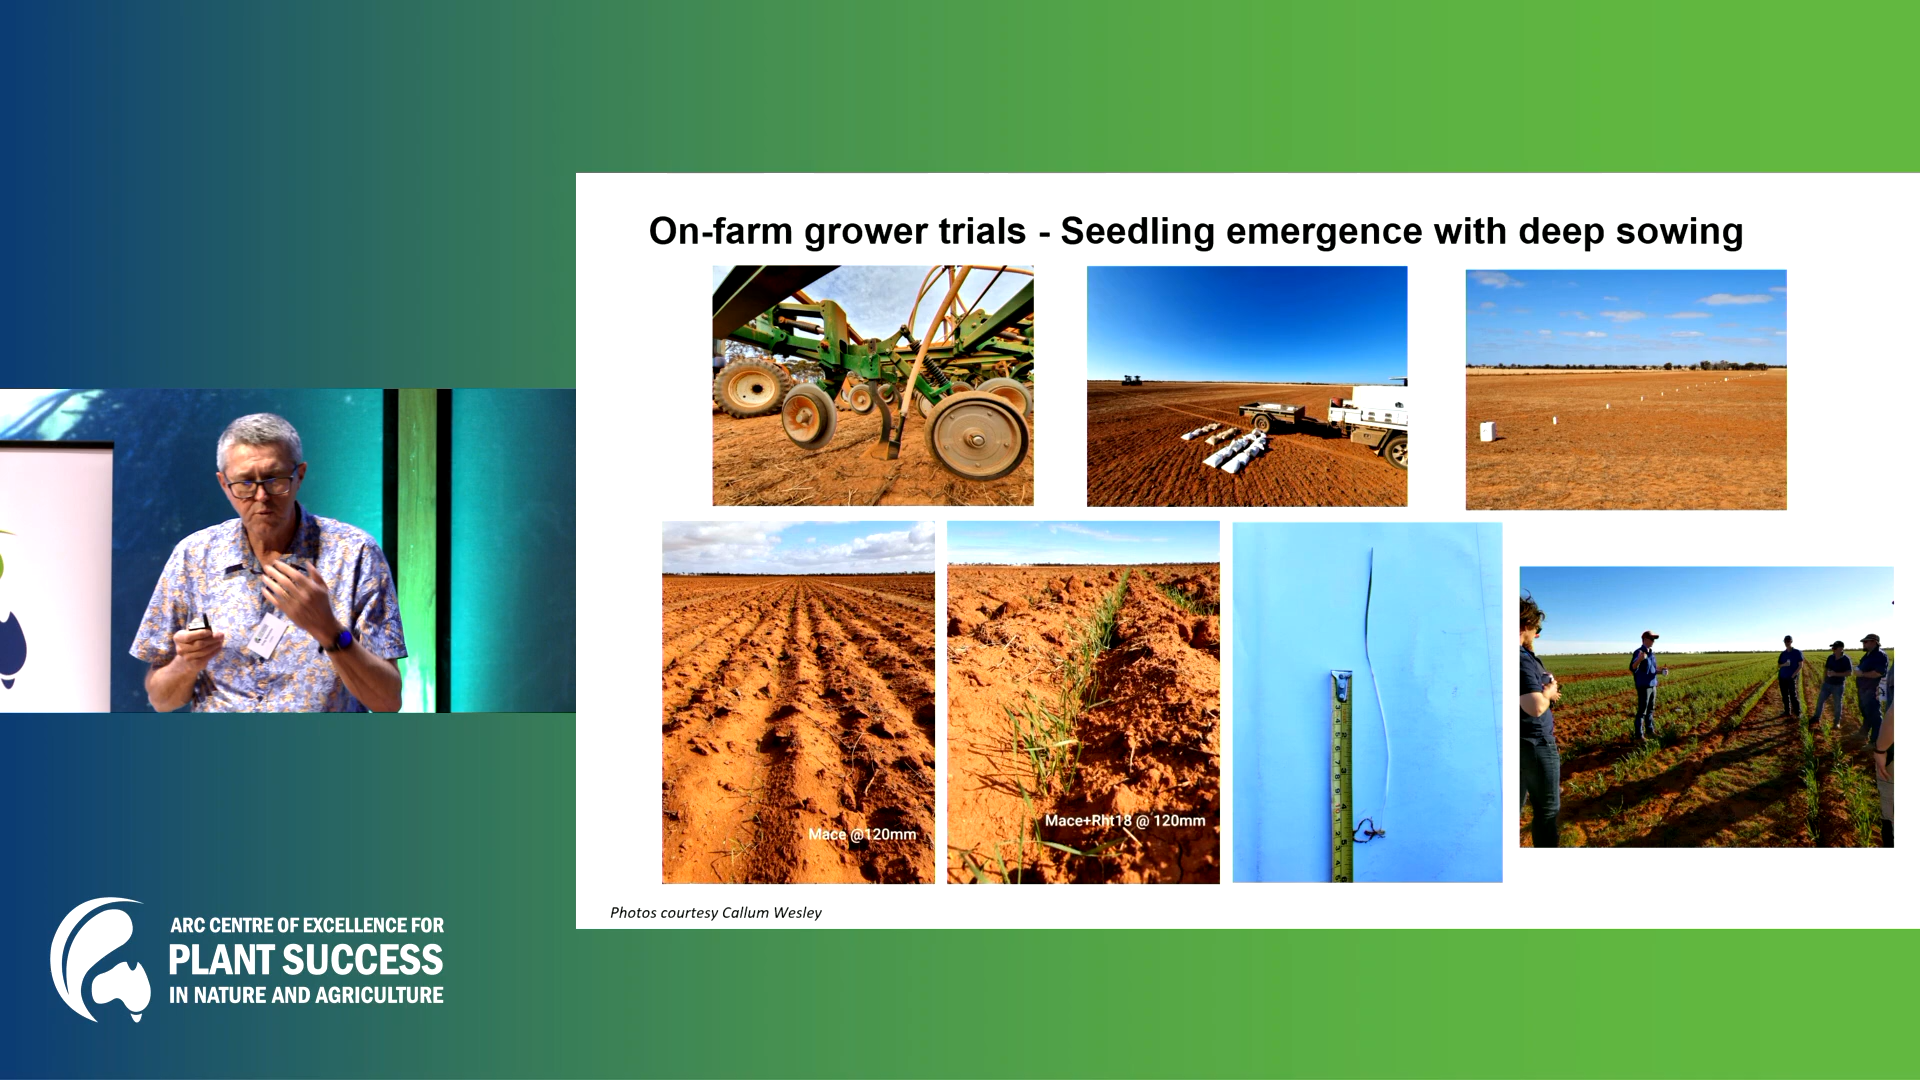 On-farm grower trials - Seedling emergence with deep sowing
Mace @120mm
Mace+Rht18 @ 120mm
Photos courtesy Callum Wesley
ARC CENTRE OF EXCELLENCE FOR
PLANT SUCCESS
IN NATURE AND AGRICULTURE